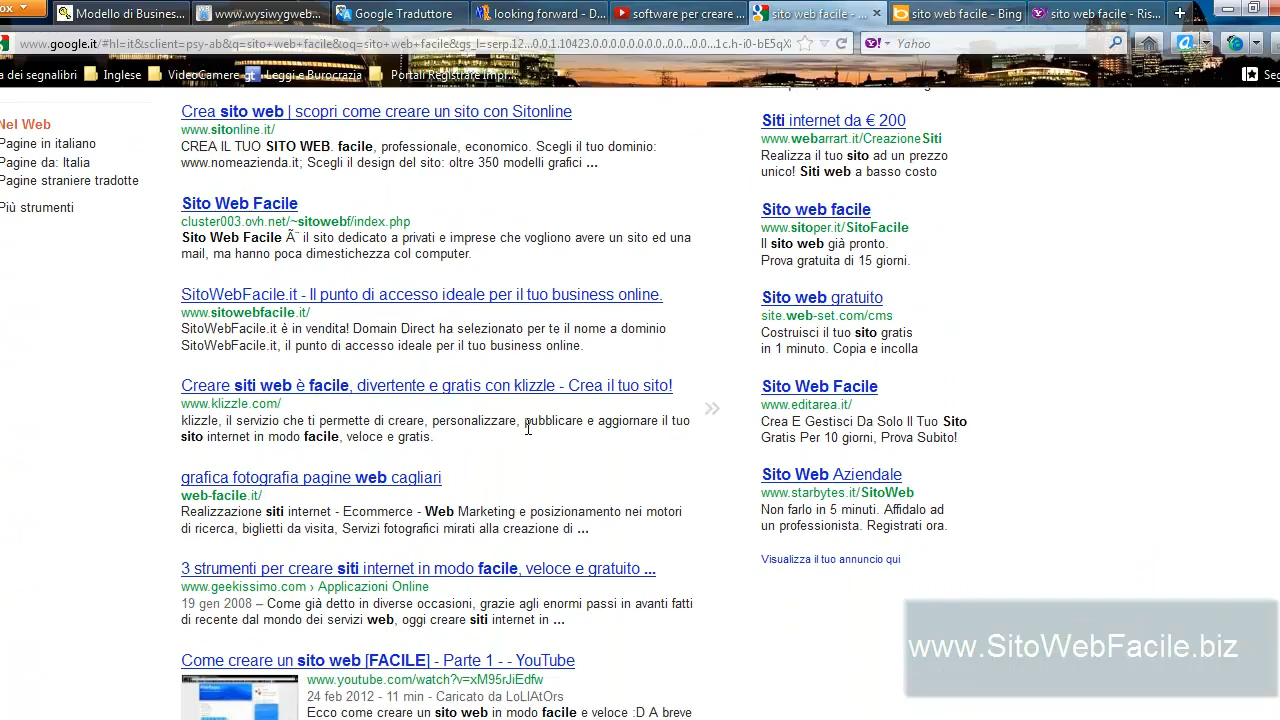 ox
Modello di Business...
www.wysiwygweb...
Google Traduttore
looking forward - D...
software per creare ...
sito web facile - ...
sito web facile - Bing
sito web facile - Ris...
www.google.it/#hl=it&sclient=psy-ab&q=sito+web+facile&oq=sito+web+facile&gs_l=serp.12...0.0.1.10423.0.0.0.0.0.0.0.0..0.0...0.0...1c.h-i0-bE5qX
Yahoo
a dei segnalibri
Inglese
VideoCamere
Leggi e Burocrazia
Portali Registrare Impr...
Seg
Nel Web
Pagine in italiano
Pagine da: Italia
Pagine straniere tradotte
Più strumenti
Crea sito web | scopri come creare un sito con Sitonline
www.sitonline.it/
CREA IL TUO SITO WEB. facile, professionale, economico. Scegli il tuo dominio:
www.nomeazienda.it; Scegli il design del sito: oltre 350 modelli grafici ...
Sito Web Facile
cluster003.ovh.net/~sitowebf/index.php
Sito Web Facile Ã¨ il sito dedicato a privati e imprese che vogliono avere un sito ed una
mail, ma hanno poca dimestichezza col computer.
SitoWebFacile.it - Il punto di accesso ideale per il tuo business online.
www.sitowebfacile.it/
SitoWebFacile.it è in vendita! Domain Direct ha selezionato per te il nome a dominio
SitoWebFacile.it, il punto di accesso ideale per il tuo business online.
Creare siti web è facile, divertente e gratis con klizzle - Crea il tuo sito!
www.klizzle.com/
klizzle, il servizio che ti permette di creare, personalizzare, pubblicare e aggiornare il tuo
sito internet in modo facile, veloce e gratis.
grafica fotografia pagine web cagliari
web-facile.it/
Realizzazione siti internet - Ecommerce - Web Marketing e posizionamento nei motori
di ricerca, biglietti da visita, Servizi fotografici mirati alla creazione di ...
3 strumenti per creare siti internet in modo facile, veloce e gratuito ...
www.geekissimo.com › Applicazioni Online
19 gen 2008 – Come già detto in diverse occasioni, grazie agli enormi passi in avanti fatti
di recente dal mondo dei servizi web, oggi creare siti internet in ...
Come creare un sito web [FACILE] - Parte 1 - - YouTube
www.youtube.com/watch?v=xM95rJiEdfw
24 feb 2012 - 11 min - Caricato da LoLlAtOrs
Ecco come creare un sito web in modo facile e veloce :D A breve
Siti internet da € 200
www.webarrart.it/CreazioneSiti
Realizza il tuo sito ad un prezzo
unico! Siti web a basso costo
Sito web facile
www.sitoper.it/SitoFacile
Il sito web già pronto.
Prova gratuita di 15 giorni.
Sito web gratuito
site.web-set.com/cms
Costruisci il tuo sito gratis
in 1 minuto. Copia e incolla
Sito Web Facile
www.editarea.it/
Crea E Gestisci Da Solo Il Tuo Sito
Gratis Per 10 giorni, Prova Subito!
Sito Web Aziendale
www.starbytes.it/SitoWeb
Non farlo in 5 minuti. Affidalo ad
un professionista. Registrati ora.
Visualizza il tuo annuncio qui
www.SitoWebFacile.biz